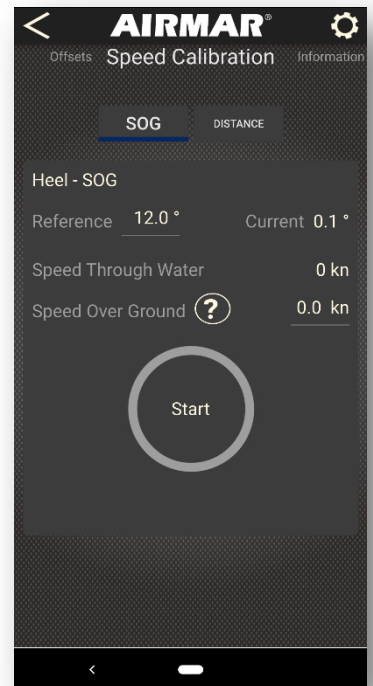 AIRMAR®
Offsets Speed Calibration Information
SOG DISTANCE
Heel - SOG
Reference 12.0 ° Current 0.1 °
Speed Through Water 0 kn
Speed Over Ground ? 0.0 kn
Start